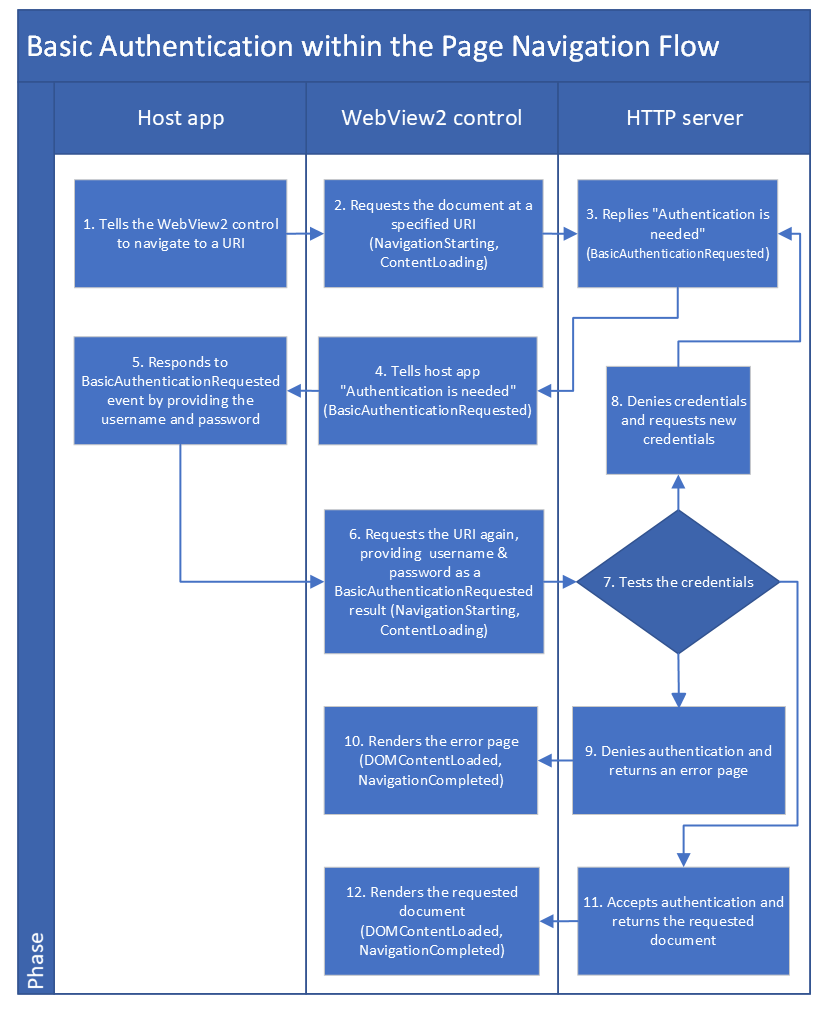 Basic Authentication within the Page Navigation Flow
Host app
WebView2 control
HTTP server
1. Tells the WebView2 control
to navigate to a URI
2. Requests the document at a
specified URI
(NavigationStarting,
ContentLoading)
3. Replies "Authentication is
needed"
(BasicAuthenticationRequested)
4. Tells host app
"Authentication is needed"
(BasicAuthenticationRequested)
5. Responds to
BasicAuthenticationRequested
event by providing the
username and password
6. Requests the URI again,
providing username &
password as a
BasicAuthenticationRequested
result (NavigationStarting,
ContentLoading)
7. Tests the credentials
8. Denies credentials
and requests new
credentials
9. Denies authentication and
returns an error page
10. Renders the error page
(DOMContentLoaded,
NavigationCompleted)
11. Accepts authentication and
returns the requested
document
12. Renders the requested
document
(DOMContentLoaded,
NavigationCompleted)
Phase